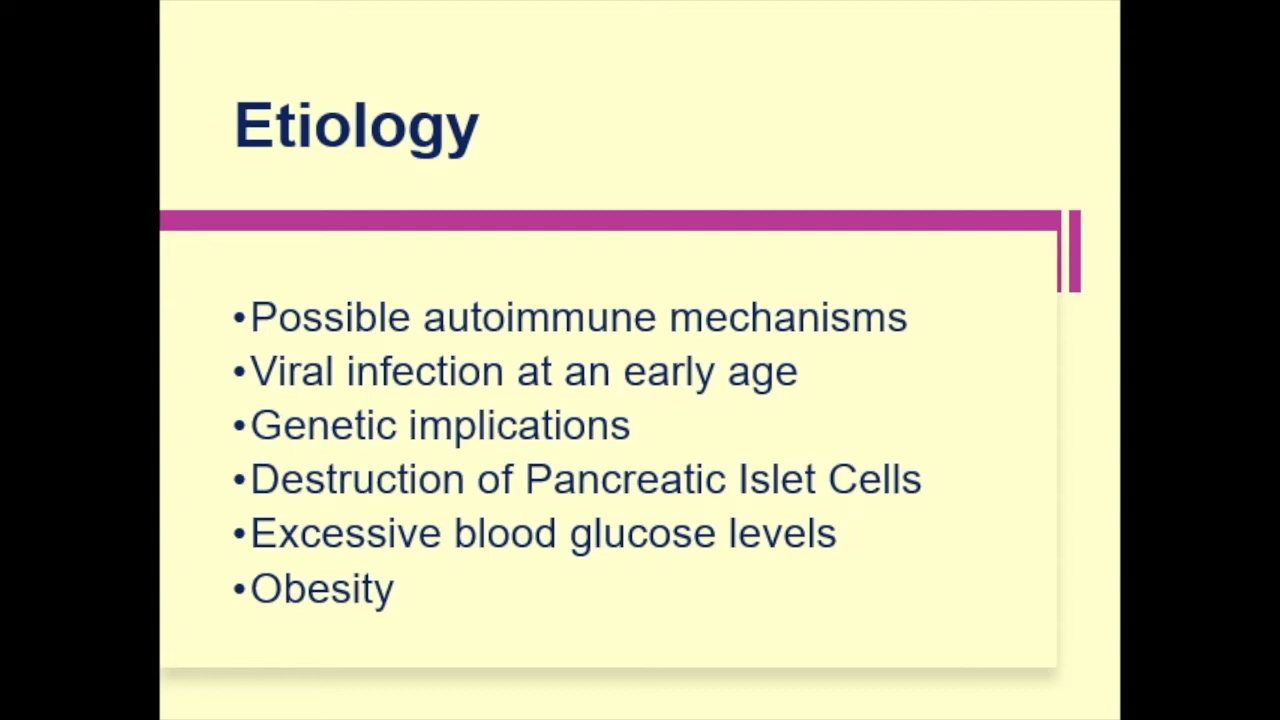 Etiology
•Possible autoimmune mechanisms
•Viral infection at an early age
•Genetic implications
•Destruction of Pancreatic Islet Cells
•Excessive blood glucose levels
•Obesity